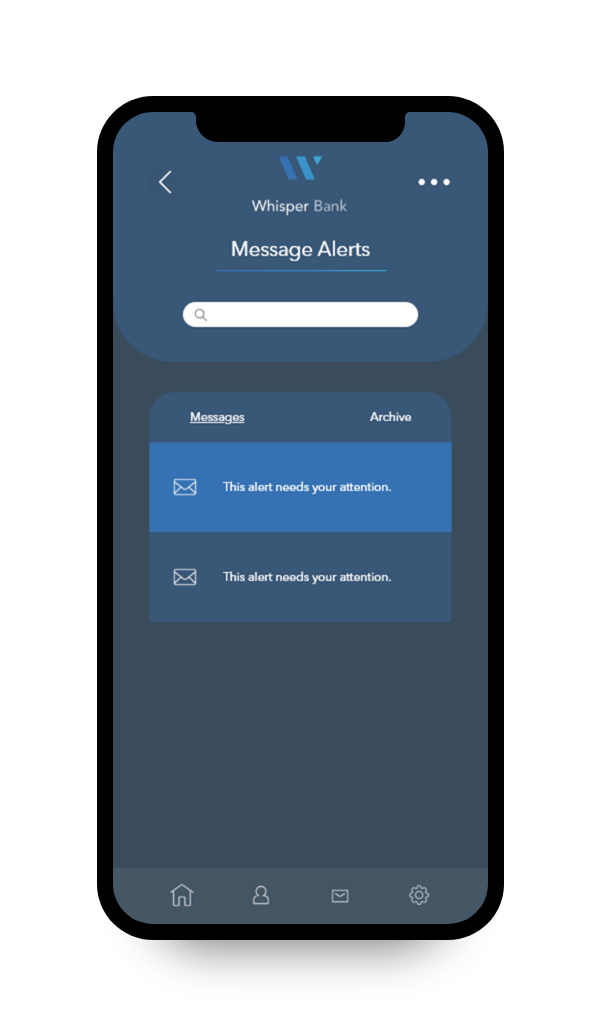 Whisper Bank
Message Alerts
Messages Archive
This alert needs your attention.
This alert needs your attention.